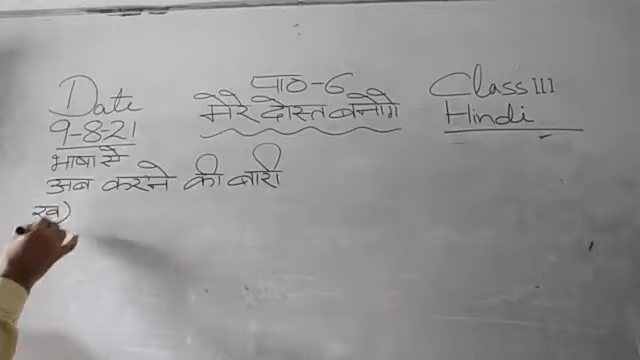 Date
9-8-21
पाठ-6
मेरे दोस्त बनोगे
Class III
Hindi
भाषा से
अब करने की बारी
ख)